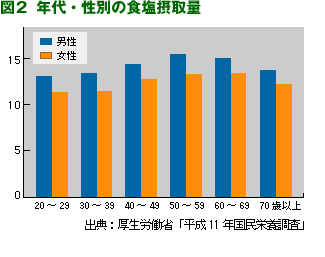 図２ 年代・性別の食塩摂取量
男性
女性
15
10
5
0
20～29 30～39 40～49 50～59 60～69 70歳以上
出典：厚生労働省「平成11年国民栄養調査」